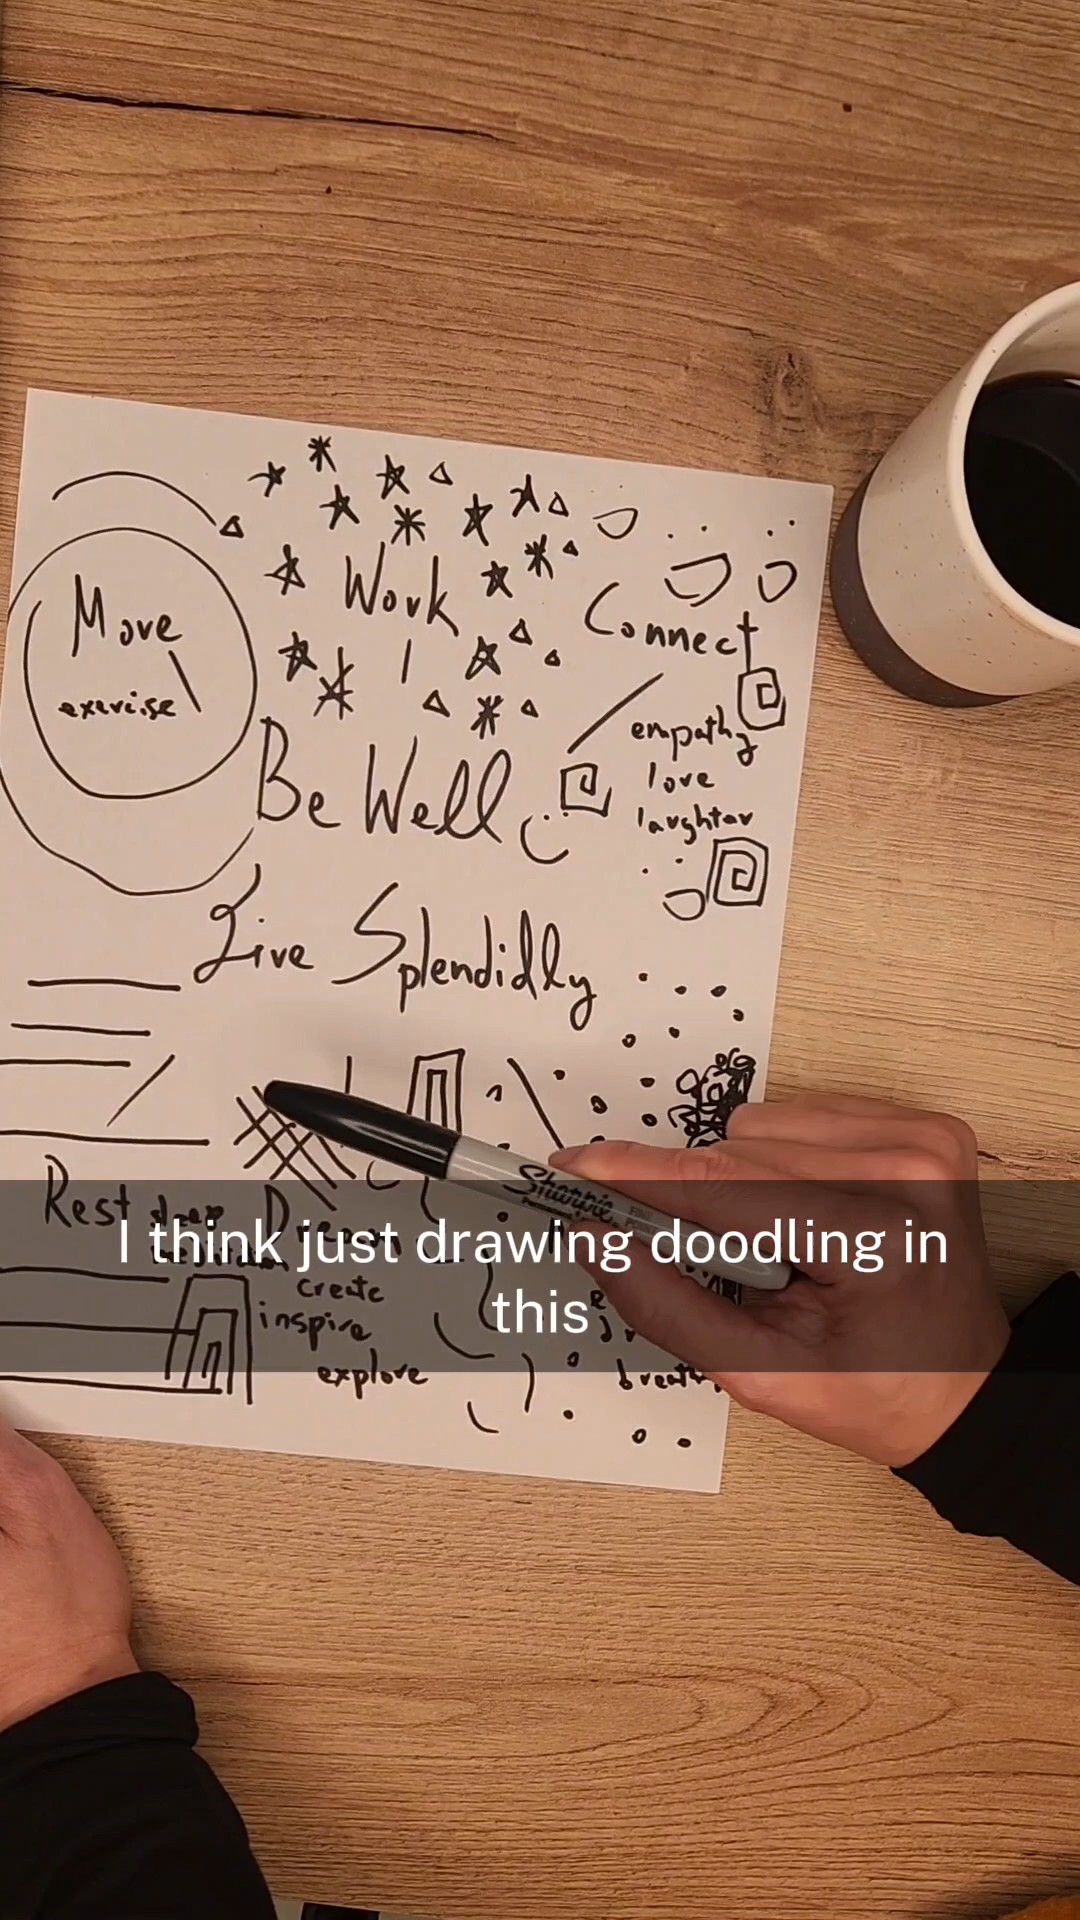 Work
Move
exercise
Connect
empathy
love
laughter
Be Well
Live Splendidly
Sharpie
Rest
sleep
I think just drawing doodling in
this
create
inspire
explore